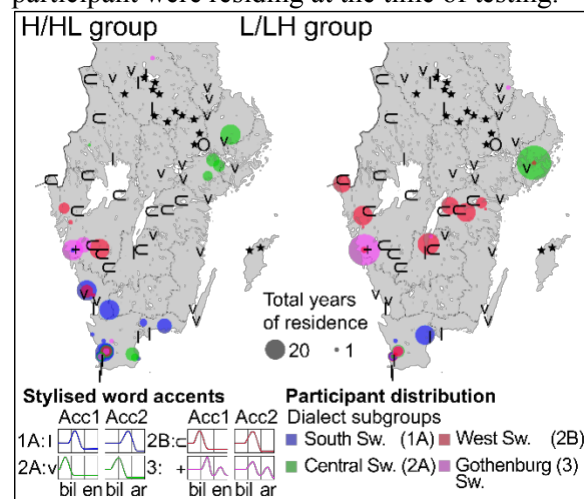 participant were residing at the time of testing.
H/HL group L/LH group
Total years
of residence
20 1
Stylised word accents Participant distribution
Acc1 Acc2 Acc1 Acc2 Dialect subgroups
1A: I 2B: ⊂ South Sw. (1A) West Sw. (2B)
2A: v 3: + Central Sw. (2A) Gothenburg (3)
Sw.
bil en bil ar bil en bil ar